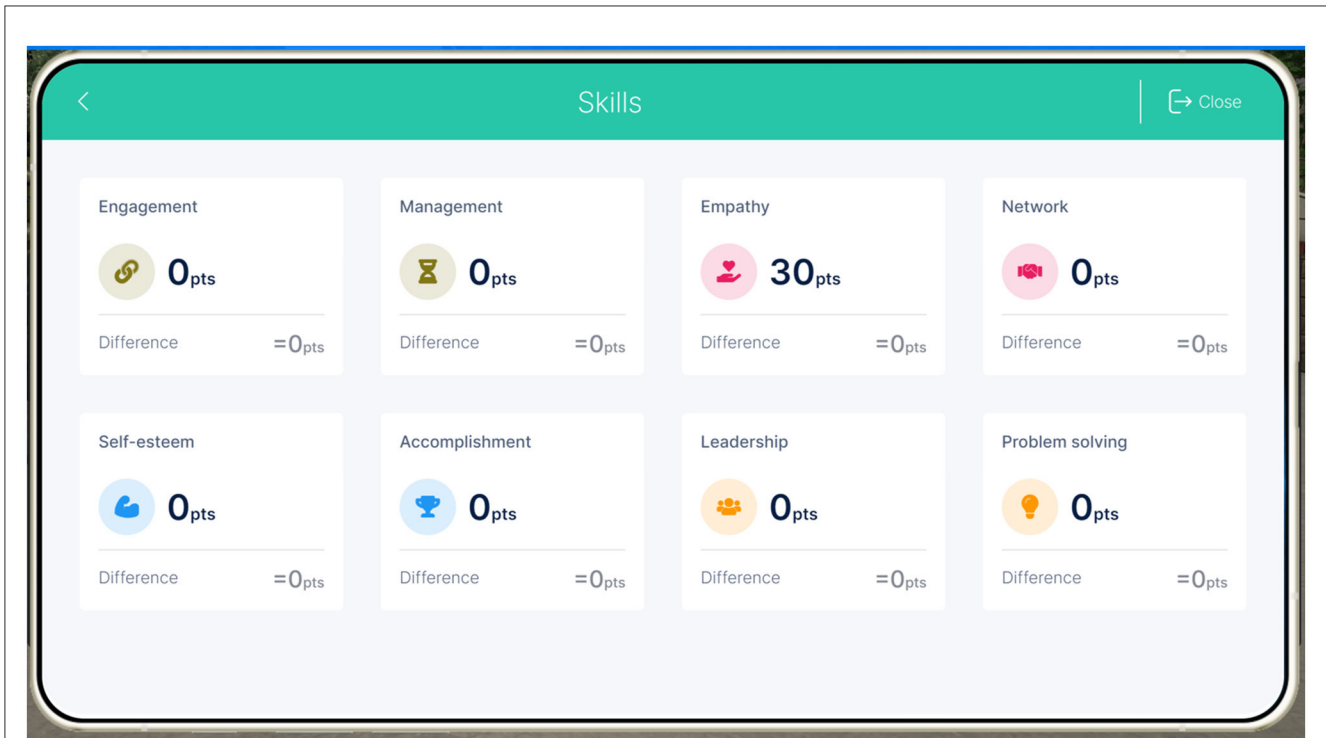 Skills
Close
Engagement
0pts
Difference =0pts
Management
0pts
Difference =0pts
Empathy
30pts
Difference =0pts
Network
0pts
Difference =0pts
Self-esteem
0pts
Difference =0pts
Accomplishment
0pts
Difference =0pts
Leadership
0pts
Difference =0pts
Problem solving
0pts
Difference =0pts